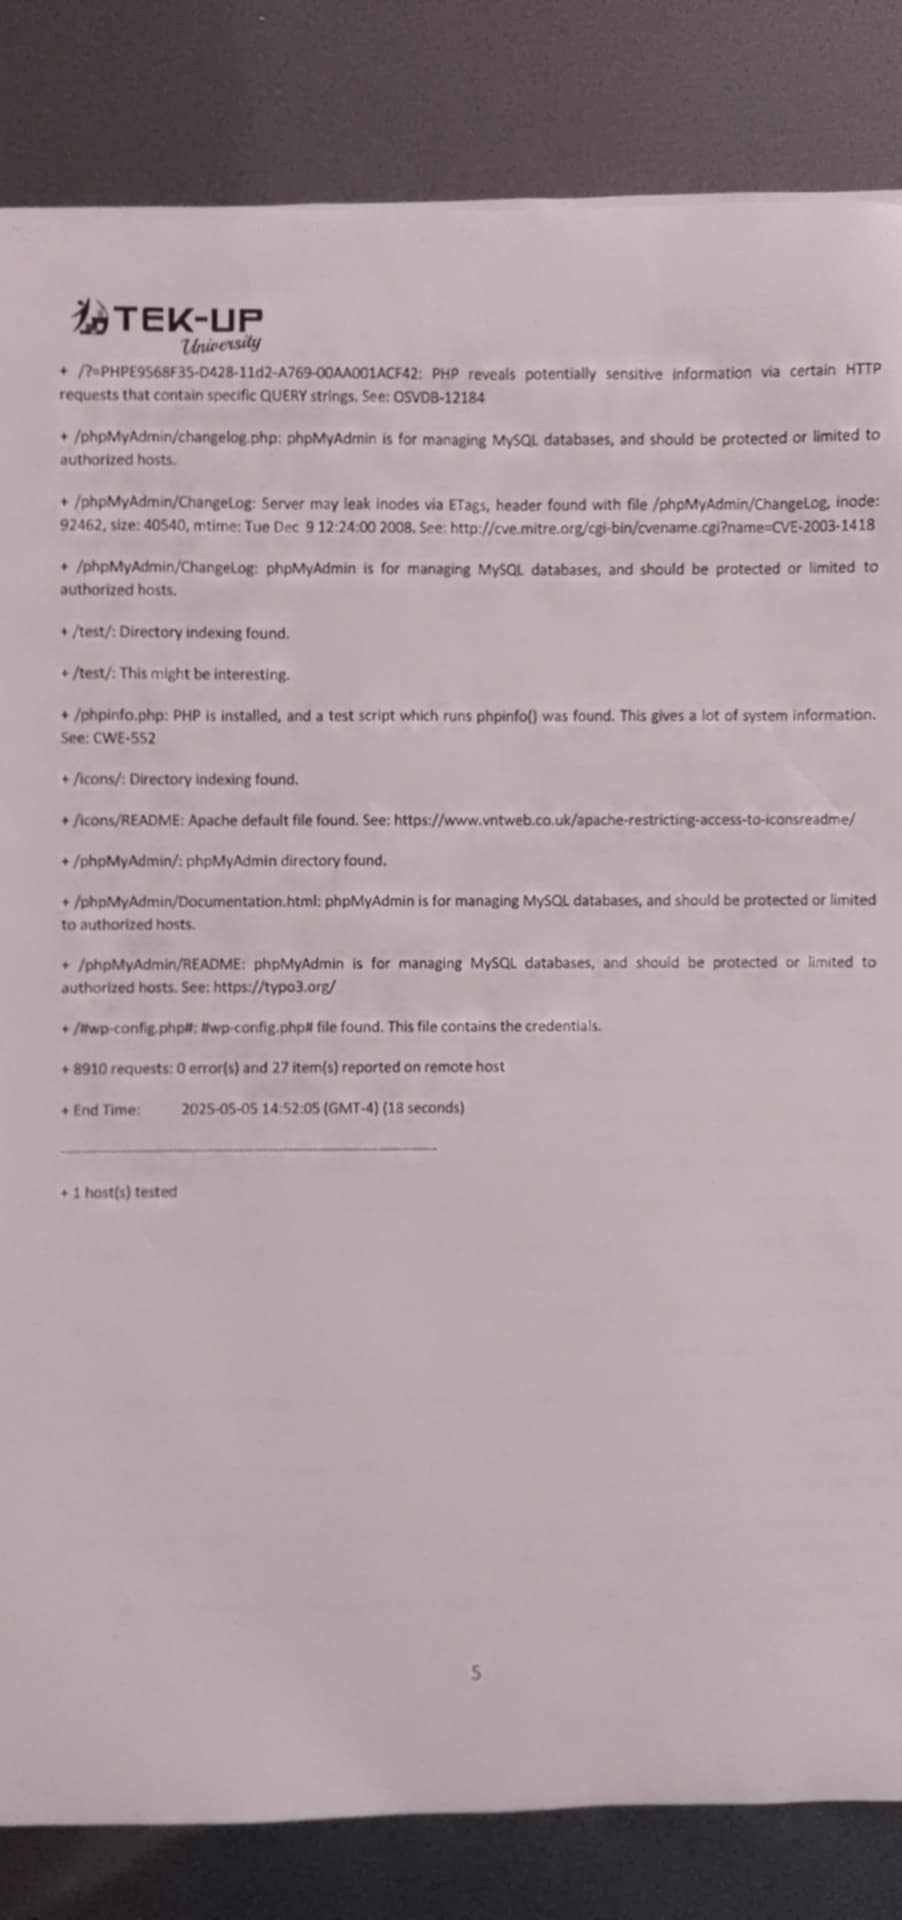 TEK-UP
University
+ /?=PHPE9568F35-D428-11d2-A769-00AA001ACF42: PHP reveals potentially sensitive information via certain HTTP
requests that contain specific QUERY strings. See: OSVDB-12184
+ /phpMyAdmin/changelog.php: phpMyAdmin is for managing MySQL databases, and should be protected or limited to
authorized hosts.
+ /phpMyAdmin/ChangeLog: Server may leak inodes via ETags, header found with file /phpMyAdmin/ChangeLog, inode:
92462, size: 40540, mtime: Tue Dec 9 12:24:00 2008. See: http://cve.mitre.org/cgi-bin/cvename.cgi?name=CVE-2003-1418
+ /phpMyAdmin/ChangeLog: phpMyAdmin is for managing MySQL databases, and should be protected or limited to
authorized hosts.
+ /test/: Directory indexing found.
+ /test/: This might be interesting.
+ /phpinfo.php: PHP is installed, and a test script which runs phpinfo() was found. This gives a lot of system information.
See: CWE-552
+ /icons/: Directory indexing found.
+ /icons/README: Apache default file found. See: https://www.vntweb.co.uk/apache-restricting-access-to-iconsreadme/
+ /phpMyAdmin/: phpMyAdmin directory found.
+ /phpMyAdmin/Documentation.html: phpMyAdmin is for managing MySQL databases, and should be protected or limited
to authorized hosts.
+ /phpMyAdmin/README: phpMyAdmin is for managing MySQL databases, and should be protected or limited to
authorized hosts. See: https://typo3.org/
+ /#wp-config.php#: #wp-config.php# file found. This file contains the credentials.
+ 8910 requests: 0 error(s) and 27 item(s) reported on remote host
+ End Time: 2025-05-05 14:52:05 (GMT-4) (18 seconds)
+ 1 host(s) tested
5